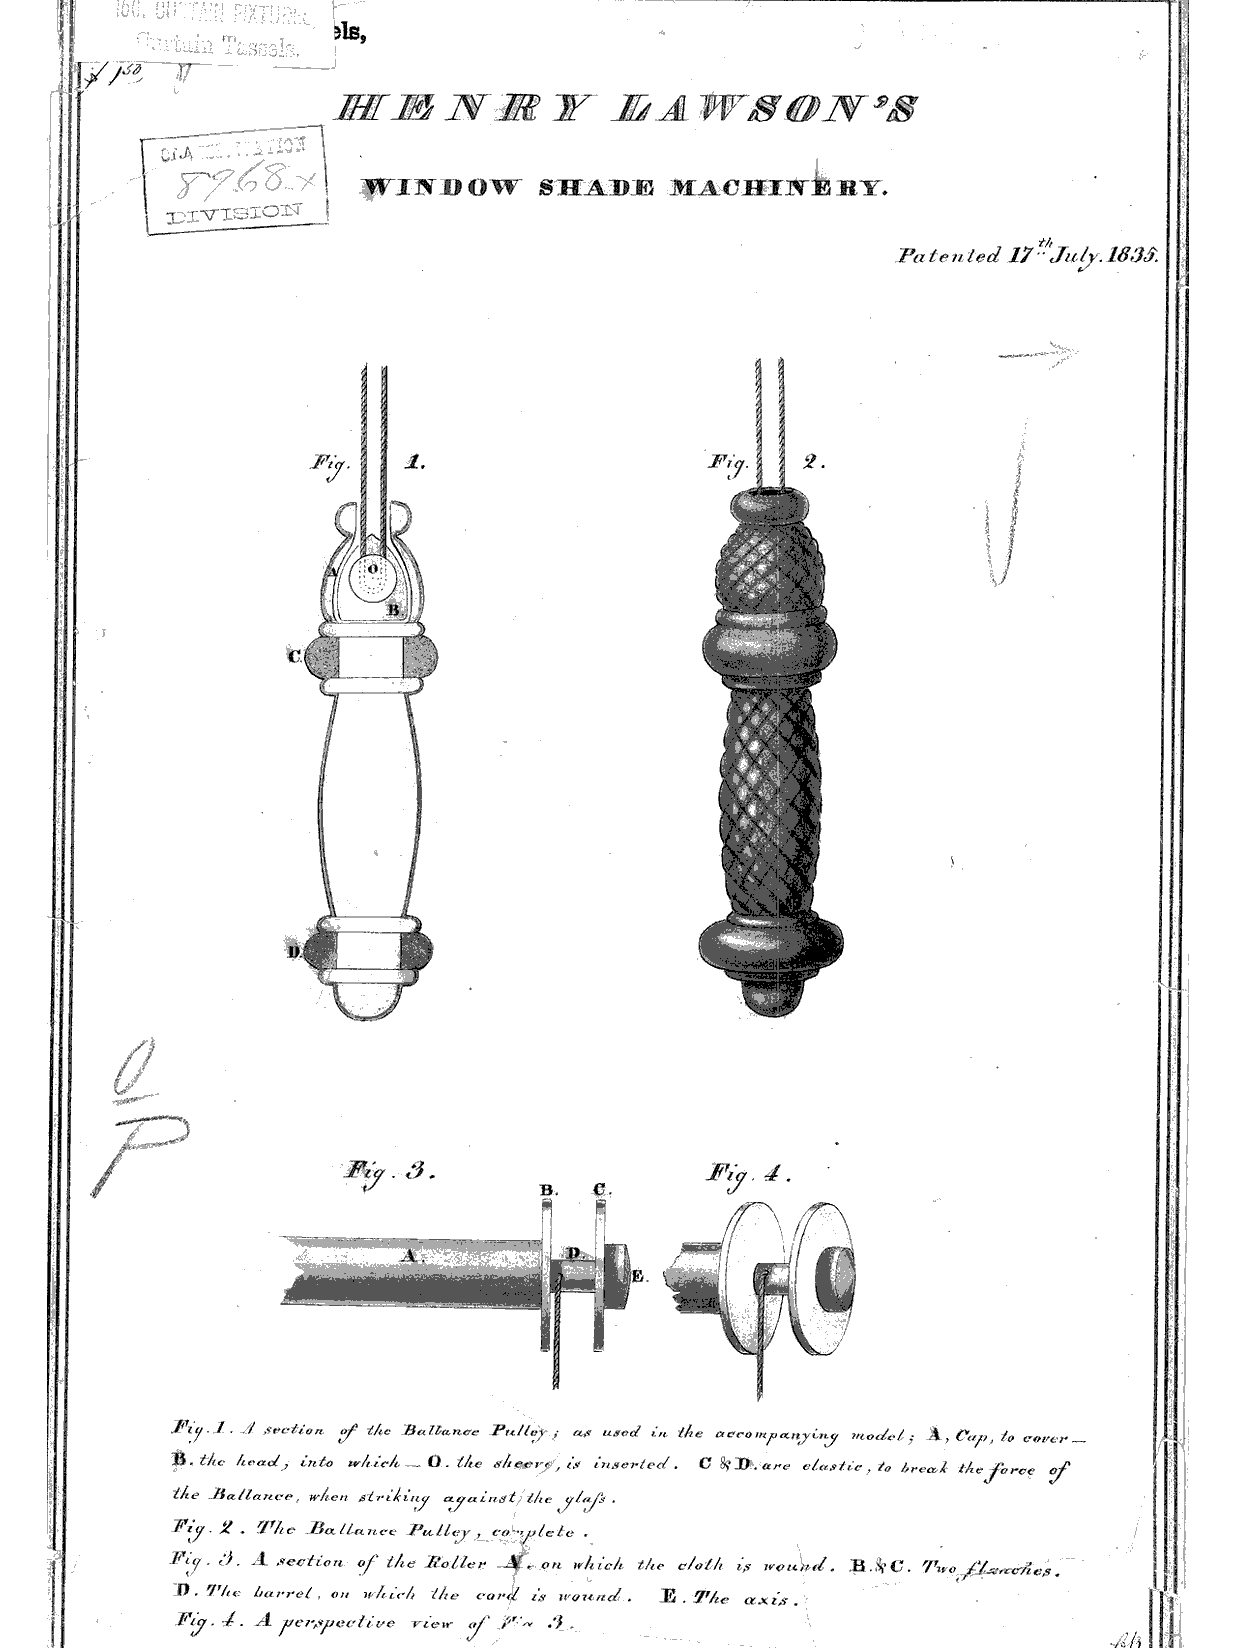 160. CURTAIN FIXTURES,
Curtain Tassels.
els,
1 50
HENRY LAWSON'S
WINDOW SHADE MACHINERY.
8968x
DIVISION
Patented 17th July. 1835.
Fig. 1.
Fig. 2.
A
O
B
C
D.
O
P
Fig. 3.
Fig. 4.
B. C.
A. D.
E.
Fig. 1. A section of the Ballance Pulley; as used in the accompanying model; A, Cap, to cover—
B. the head; into which — O. the sheevs, is inserted. C & D. are elastic, to break the force of
the Ballance, when striking against the glaſs.
Fig. 2. The Ballance Pulley, complete.
Fig. 3. A section of the Roller A. on which the cloth is wound. B. & C. Two flanches.
D. The barrel, on which the cord is wound. E. The axis.
Fig. 4. A perspective view of Fig 3.